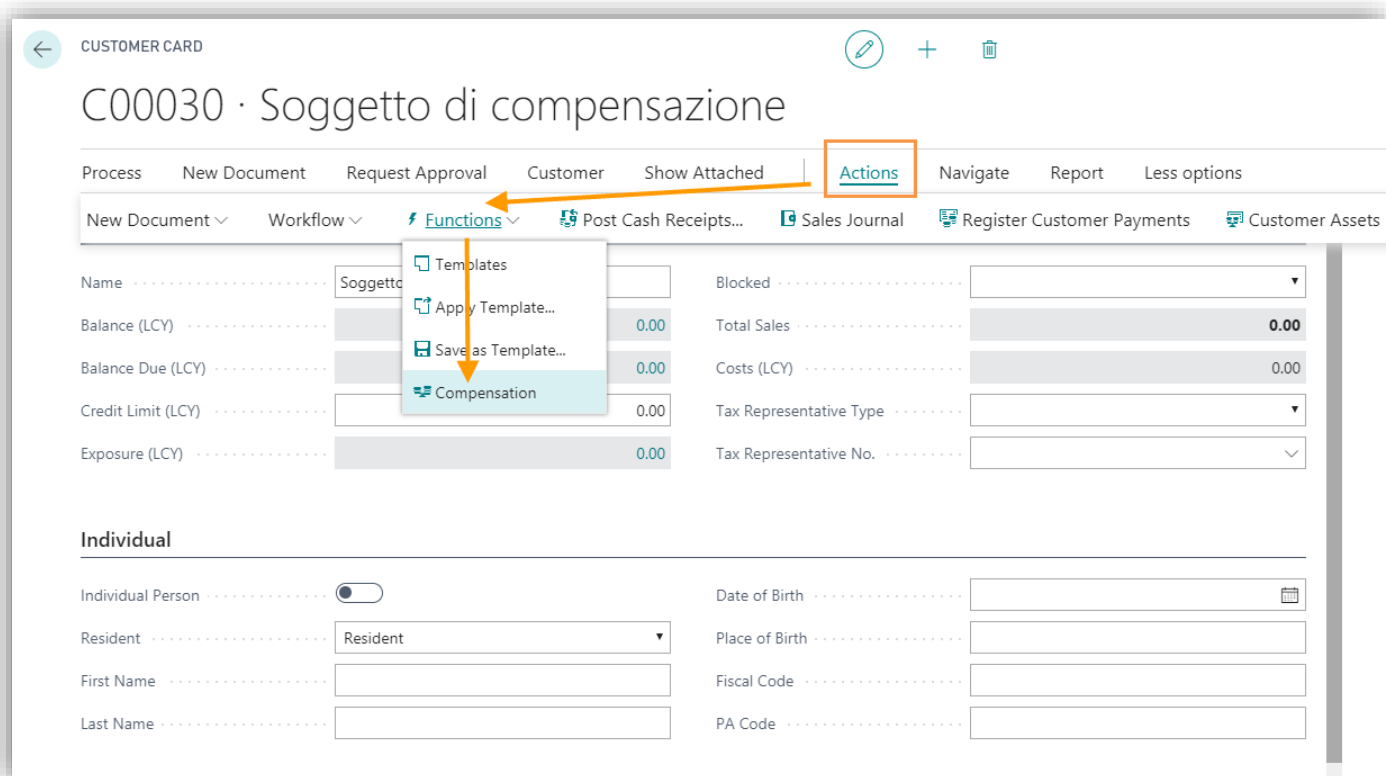 CUSTOMER CARD
C00030 · Soggetto di compensazione
Process New Document Request Approval Customer Show Attached Actions Navigate Report Less options
New Document Workflow Functions Post Cash Receipts... Sales Journal Register Customer Payments Customer Assets
Templates
Apply Template...
Save as Template...
Compensation
Name Soggetto Blocked
Balance (LCY) 0.00 Total Sales 0.00
Balance Due (LCY) 0.00 Costs (LCY) 0.00
Credit Limit (LCY) 0.00 Tax Representative Type
Exposure (LCY) 0.00 Tax Representative No.
Individual
Individual Person Date of Birth
Resident Resident Place of Birth
First Name Fiscal Code
Last Name PA Code